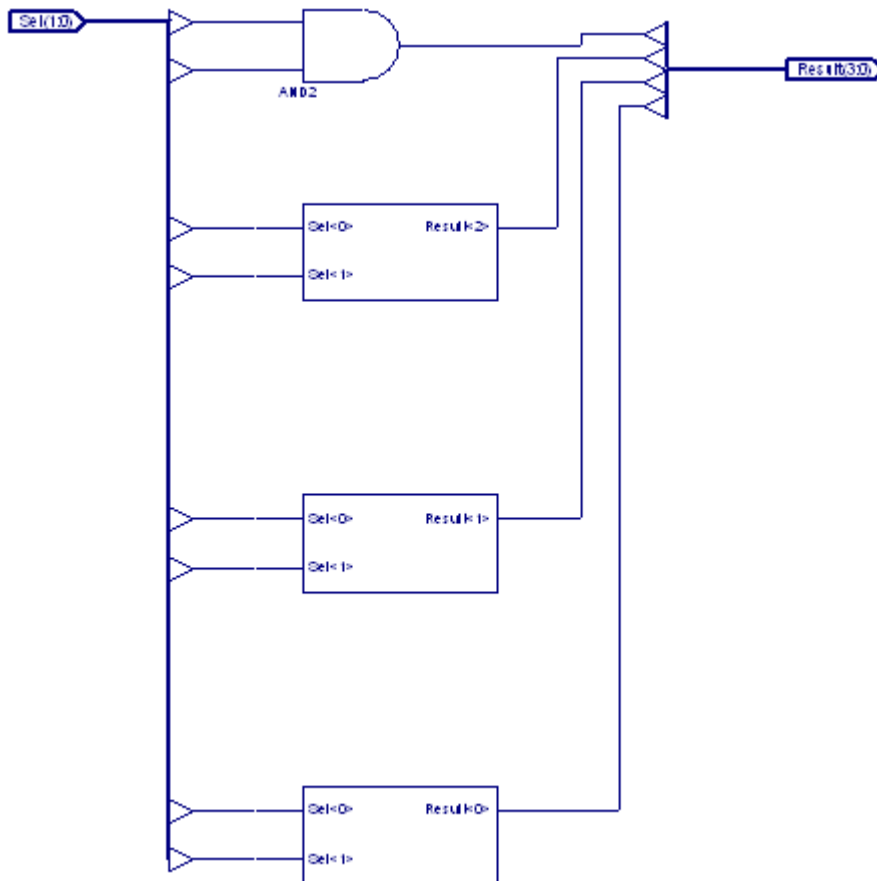 Sel(1:0)
AND2
Result(3:0)
Sel<0> Result<2>
Sel<1>
Sel<0> Result<1>
Sel<1>
Sel<0> Result<0>
Sel<1>